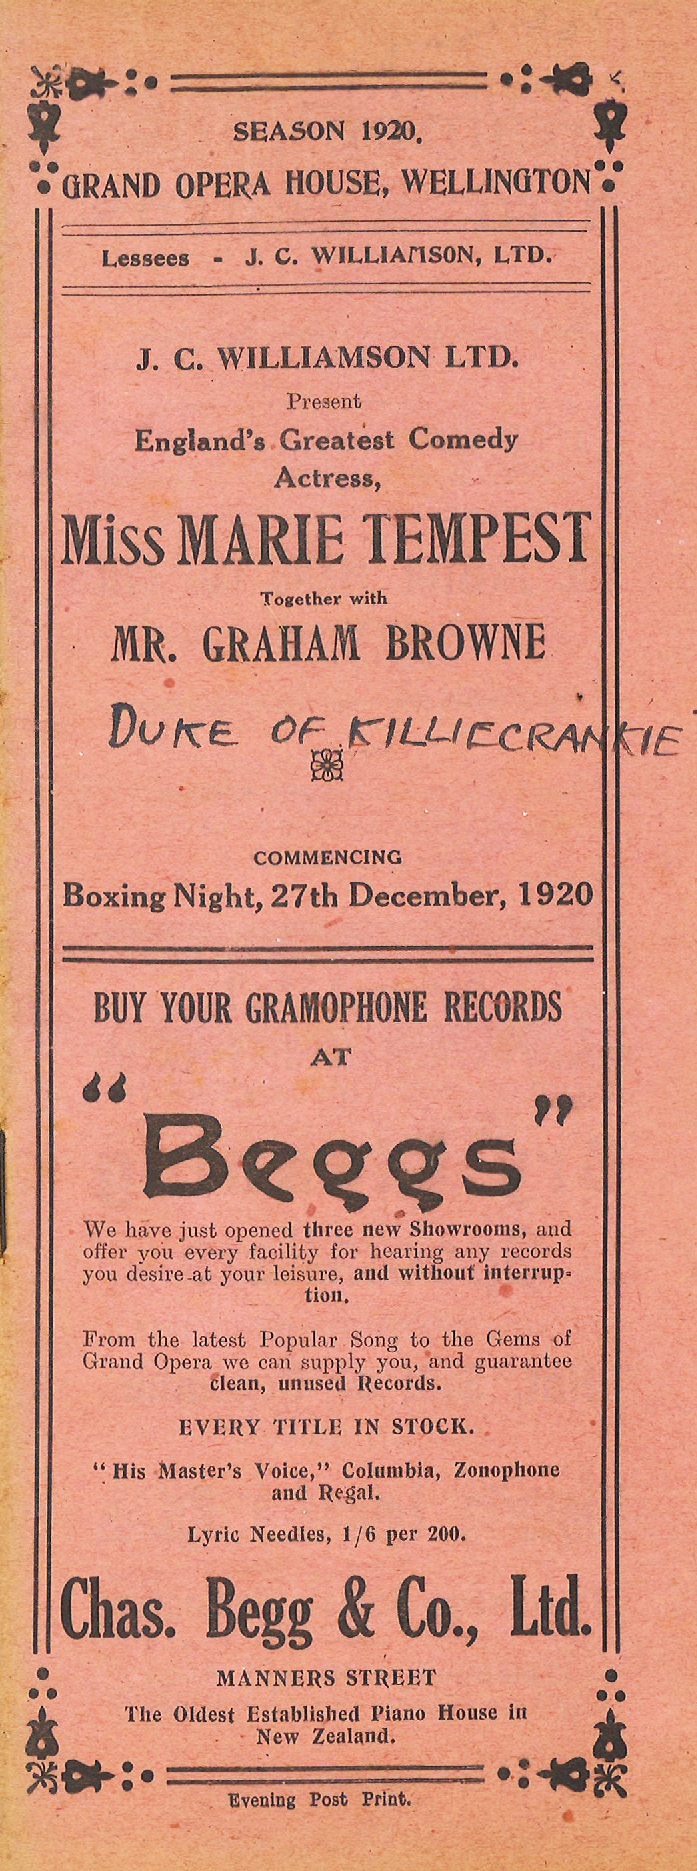 SEASON 1920.
GRAND OPERA HOUSE, WELLINGTON
Lessees - J. C. WILLIAMSON, LTD.
J. C. WILLIAMSON LTD.
Present
England's Greatest Comedy
Actress,
Miss MARIE TEMPEST
Together with
MR. GRAHAM BROWNE
DUKE OF KILLIECRANKIE
COMMENCING
Boxing Night, 27th December, 1920
BUY YOUR GRAMOPHONE RECORDS
AT
"Beggs"
We have just opened three new Showrooms, and
offer you every facility for hearing any records
you desire at your leisure, and without interrup-
tion.
From the latest Popular Song to the Gems of
Grand Opera we can supply you, and guarantee
clean, unused Records.
EVERY TITLE IN STOCK.
"His Master's Voice," Columbia, Zonophone
and Regal.
Lyric Needles, 1/6 per 200.
Chas. Begg & Co., Ltd.
MANNERS STREET
The Oldest Established Piano House in
New Zealand.
Evening Post Print.